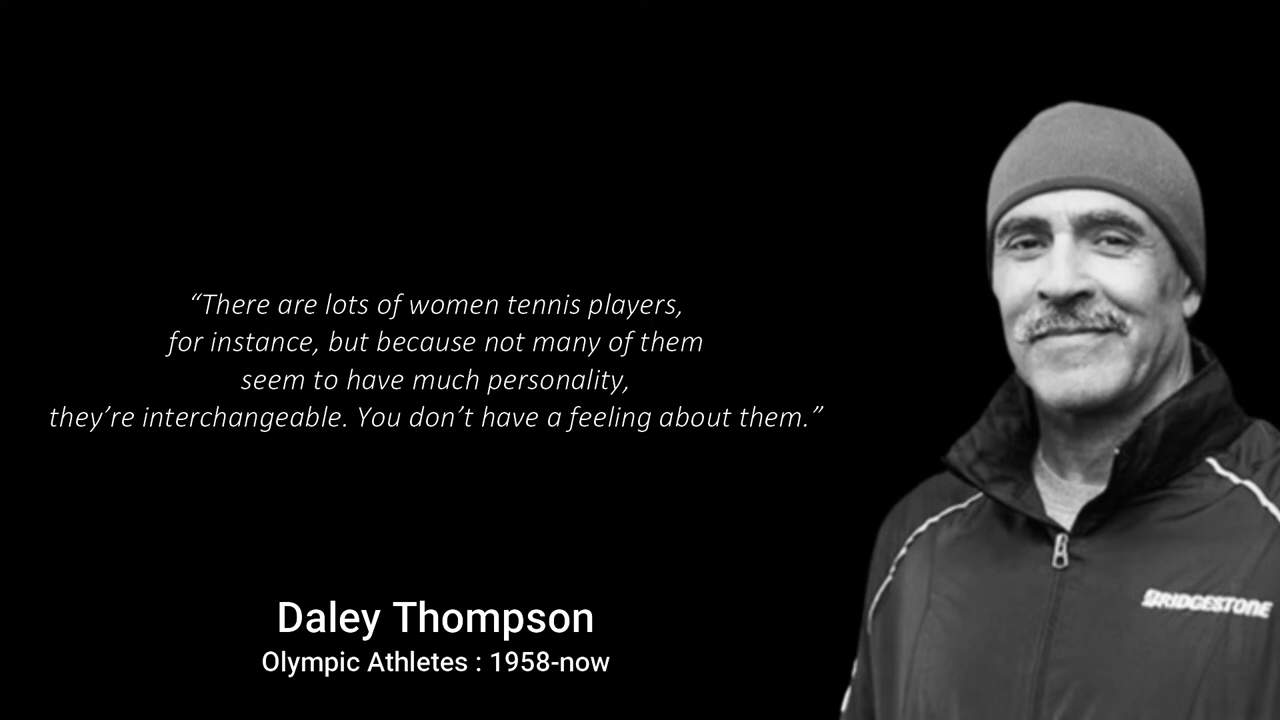 “There are lots of women tennis players,
for instance, but because not many of them
seem to have much personality,
they’re interchangeable. You don’t have a feeling about them.”
Daley Thompson
Olympic Athletes : 1958-now
BRIDGESTONE